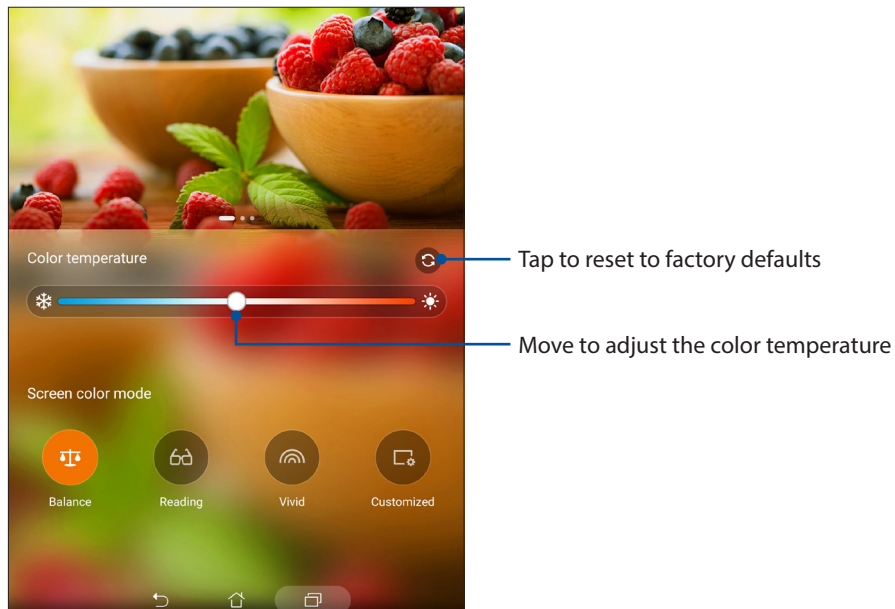 Color temperature
Tap to reset to factory defaults
Move to adjust the color temperature
Screen color mode
Balance Reading Vivid Customized